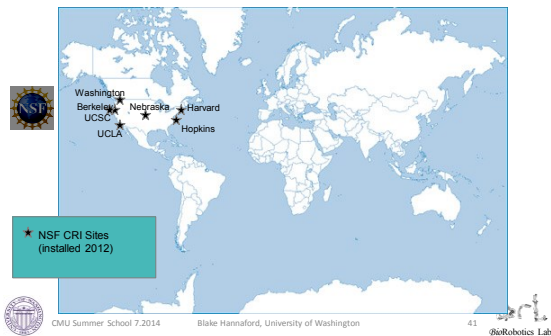 Washington
Berkeley
Nebraska
Harvard
UCSC
Hopkins
UCLA
NSF
NSF CRI Sites
(installed 2012)
CMU Summer School 7.2014
Blake Hannaford, University of Washington
41
BioRobotics Lab